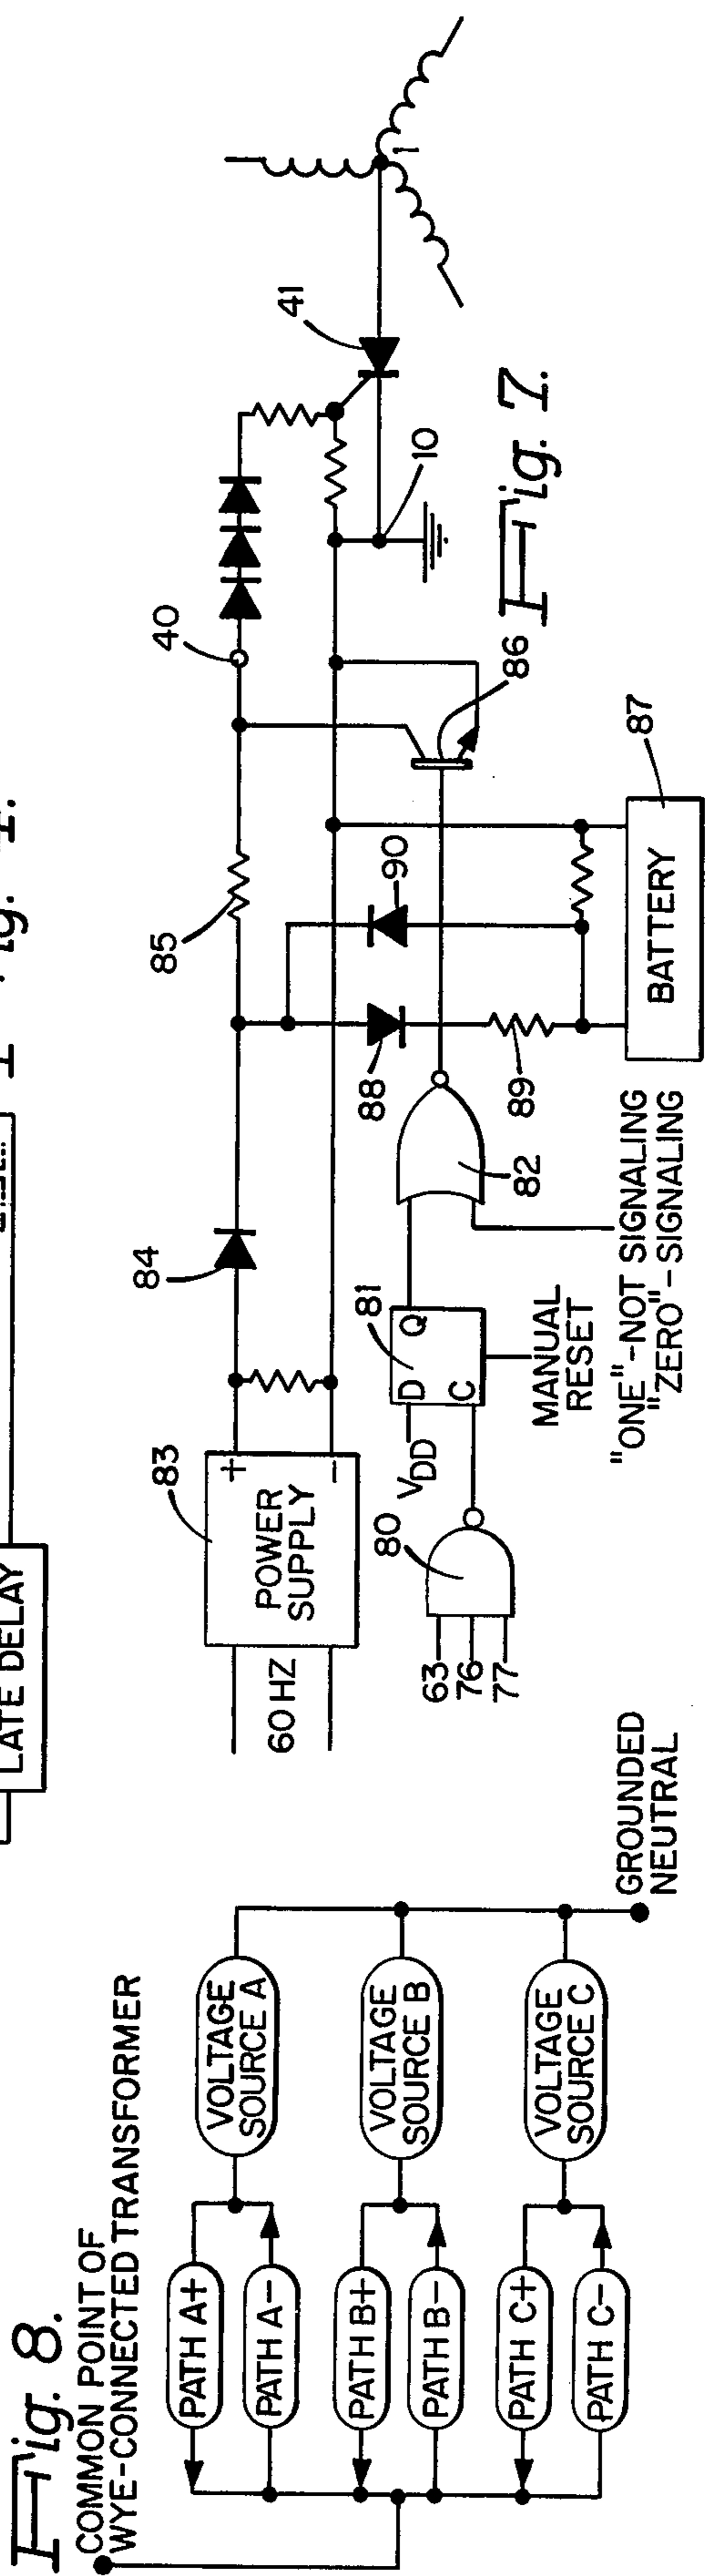 LATE DELAY
Fig. 7.
83
POWER
SUPPLY
+
-
60 HZ
84
85
40
41
1
10
86
90
88
89
87
BATTERY
80
63
76
77
81
D
Q
C
VDD
MANUAL
RESET
82
"ONE"-NOT SIGNALING
"ZERO"-SIGNALING
Fig. 8.
COMMON POINT OF
WYE-CONNECTED TRANSFORMER
PATH A+
PATH A-
VOLTAGE
SOURCE A
PATH B+
PATH B-
VOLTAGE
SOURCE B
PATH C+
PATH C-
VOLTAGE
SOURCE C
GROUNDED
NEUTRAL